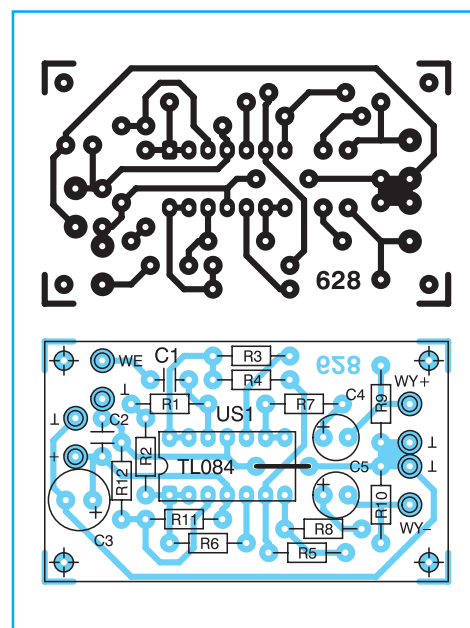 628
628
WE
C1
R3
R4
⊥
R1
R7
C4
R9
WY+
US1
⊥
C2
R2
TL084
C5
⊥
⊥
+
R12
+
+
R10
R11
R8
WY-
C3
R6
R5